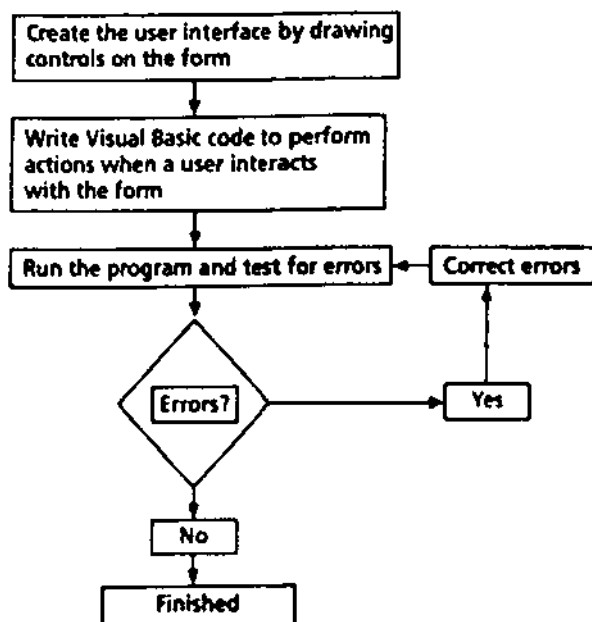 Create the user interface by drawing
controls on the form
Write Visual Basic code to perform
actions when a user interacts
with the form
Run the program and test for errors
Correct errors
Errors?
Yes
No
Finished